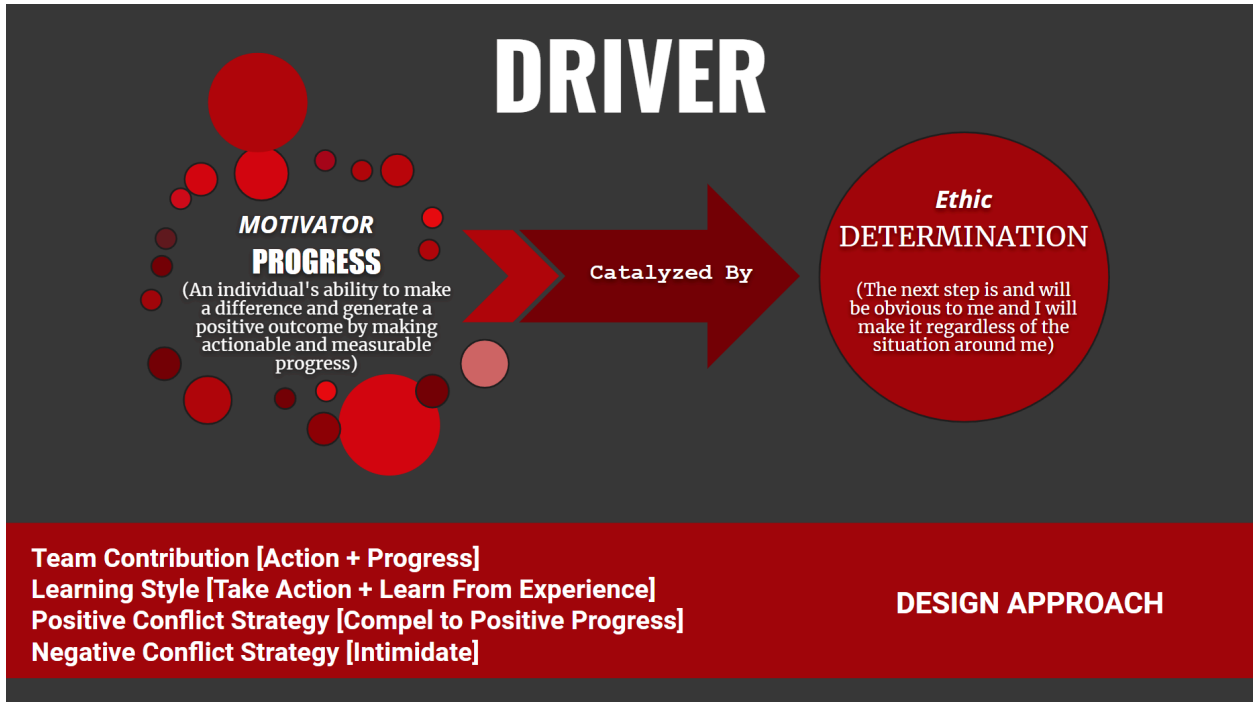 DRIVER
MOTIVATOR
PROGRESS
(An individual's ability to make
a difference and generate a
positive outcome by making
actionable and measurable
progress)
Catalyzed By
Ethic
DETERMINATION
(The next step is and will
be obvious to me and I will
make it regardless of the
situation around me)
Team Contribution [Action + Progress]
Learning Style [Take Action + Learn From Experience]
Positive Conflict Strategy [Compel to Positive Progress]
Negative Conflict Strategy [Intimidate]
DESIGN APPROACH